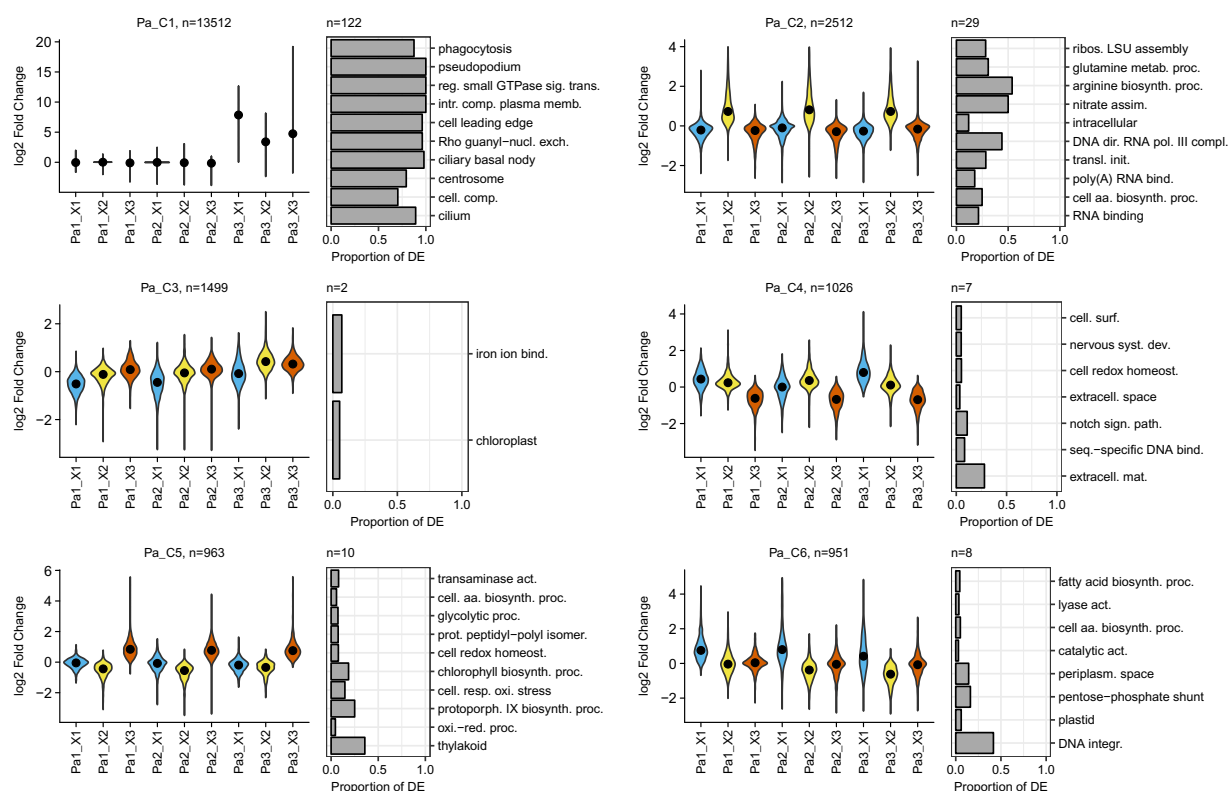 Pa_C1, n=13512
n=122
log2 Fold Change
20
15
10
5
0
Pa1_X1
Pa1_X2
Pa1_X3
Pa2_X1
Pa2_X2
Pa2_X3
Pa3_X1
Pa3_X2
Pa3_X3
phagocytosis
pseudopodium
reg. small GTPase sig. trans.
intr. comp. plasma memb.
cell leading edge
Rho guanyl−nucl. exch.
ciliary basal node
centrosome
cell. comp.
cilium
0.0 0.5 1.0
Proportion of DE
Pa_C2, n=2512
n=29
log2 Fold Change
4
2
0
−2
Pa1_X1
Pa1_X2
Pa1_X3
Pa2_X1
Pa2_X2
Pa2_X3
Pa3_X1
Pa3_X2
Pa3_X3
ribos. LSU assembly
glutamine metab. proc.
arginine biosynth. proc.
nitrate assim.
intracellular
DNA dir. RNA pol. III compl.
transl. init.
poly(A) RNA bind.
cell aa. biosynth. proc.
RNA binding
0.0 0.5 1.0
Proportion of DE
Pa_C3, n=1499
n=2
log2 Fold Change
2
0
−2
Pa1_X1
Pa1_X2
Pa1_X3
Pa2_X1
Pa2_X2
Pa2_X3
Pa3_X1
Pa3_X2
Pa3_X3
iron ion bind.
chloroplast
0.0 0.5 1.0
Proportion of DE
Pa_C4, n=1026
n=7
log2 Fold Change
4
2
0
−2
Pa1_X1
Pa1_X2
Pa1_X3
Pa2_X1
Pa2_X2
Pa2_X3
Pa3_X1
Pa3_X2
Pa3_X3
cell. surf.
nervous syst. dev.
cell redox homeost.
extracell. space
notch sign. path.
seq.−specific DNA bind.
extracell. mat.
0.0 0.5 1.0
Proportion of DE
Pa_C5, n=963
n=10
log2 Fold Change
6
4
2
0
−2
Pa1_X1
Pa1_X2
Pa1_X3
Pa2_X1
Pa2_X2
Pa2_X3
Pa3_X1
Pa3_X2
Pa3_X3
transaminase act.
cell. aa. biosynth. proc.
glycolytic proc.
prot. peptidyl−polyl isomer.
cell redox homeost.
chlorophyll biosynth. proc.
cell. resp. oxi. stress
protoporph. IX biosynth. proc.
oxi.−red. proc.
thylakoid
0.0 0.5 1.0
Proportion of DE
Pa_C6, n=951
n=8
log2 Fold Change
4
2
0
−2
Pa1_X1
Pa1_X2
Pa1_X3
Pa2_X1
Pa2_X2
Pa2_X3
Pa3_X1
Pa3_X2
Pa3_X3
fatty acid biosynth. proc.
lyase act.
cell aa. biosynth. proc.
catalytic act.
periplasm. space
pentose−phosphate shunt
plastid
DNA integr.
0.0 0.5 1.0
Proportion of DE